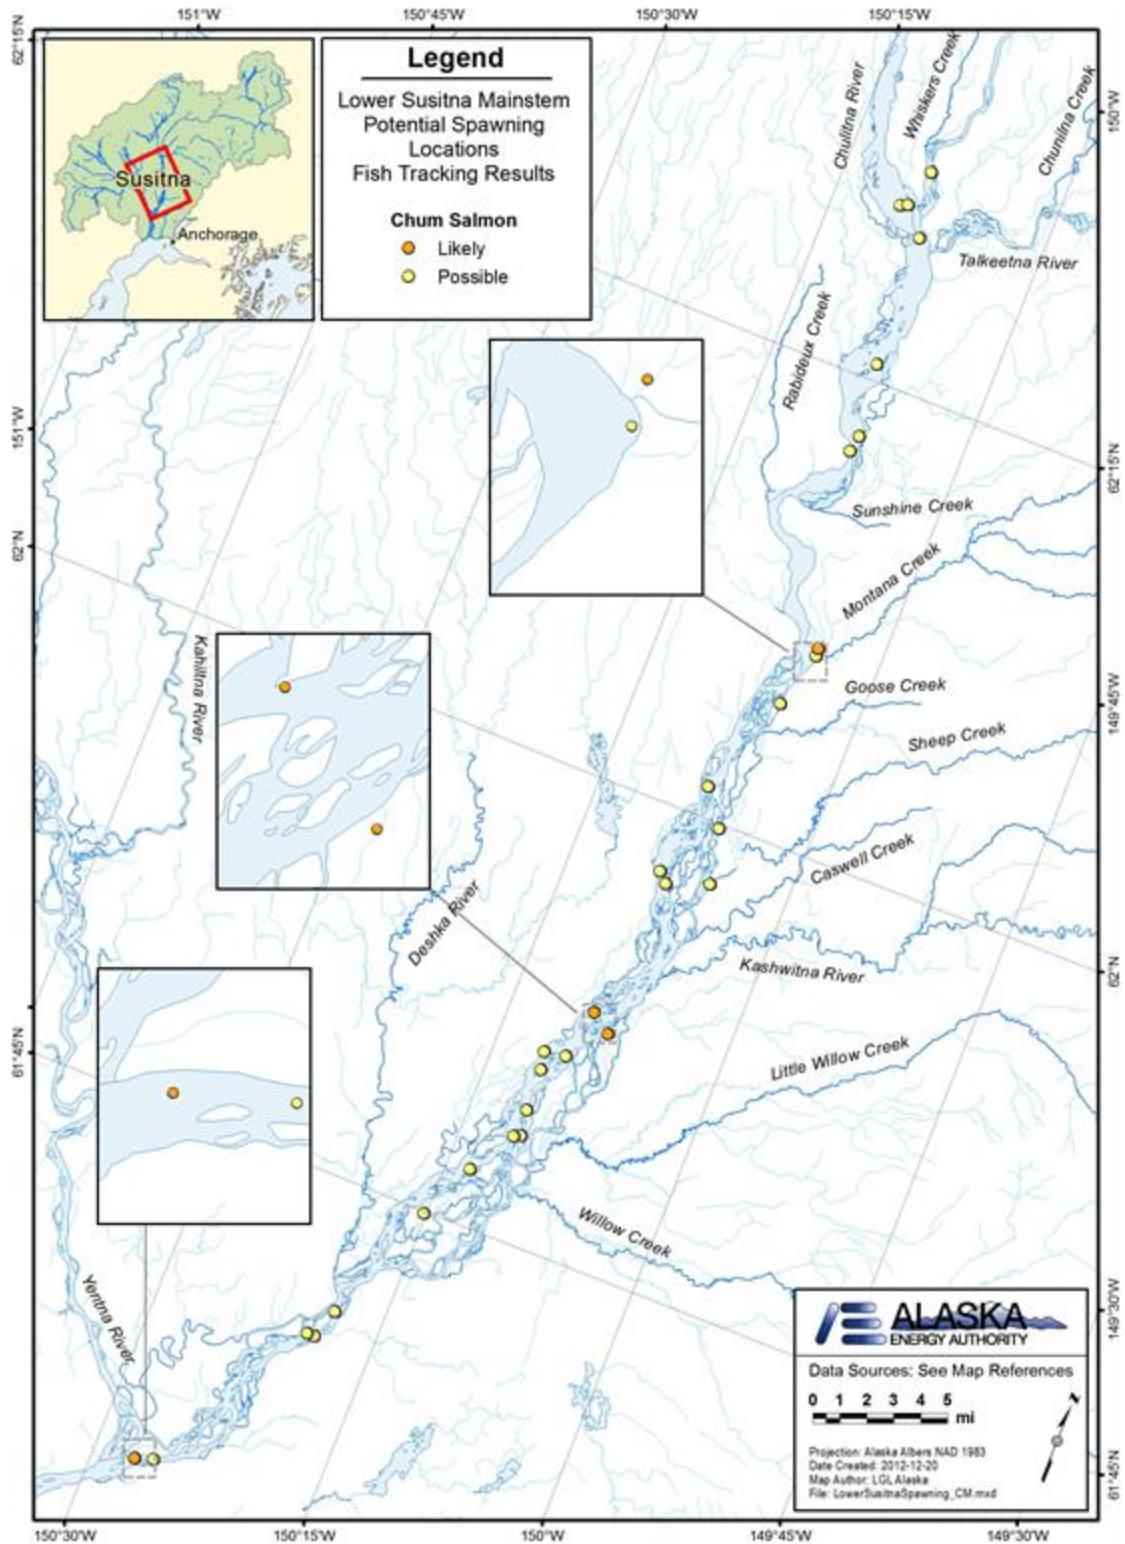 151°W
150°45'W
150°30'W
150°15'W
62°15'N
Susitna
Anchorage
Legend
Lower Susitna Mainstem
Potential Spawning
Locations
Fish Tracking Results
Chum Salmon
Likely
Possible
Chulitna River
Whiskers Creek
Chunilna Creek
150°W
Talkeetna River
Rabideux Creek
151°W
62°15'N
Sunshine Creek
62°N
Montana Creek
Kahiltna River
Goose Creek
149°45'W
Sheep Creek
Caswell Creek
Deshka River
Kashwitna River
62°N
61°45'N
Little Willow Creek
Willow Creek
Yentna River
149°30'W
ALASKA
ENERGY AUTHORITY
Data Sources: See Map References
0 1 2 3 4 5
mi
N
Projection: Alaska Albers NAD 1983
Date Created: 2012-12-20
Map Author: LGL Alaska
File: LowerSusitnaSpawning_CM.mxd
61°45'N
150°30'W
150°15'W
150°W
149°45'W
149°30'W